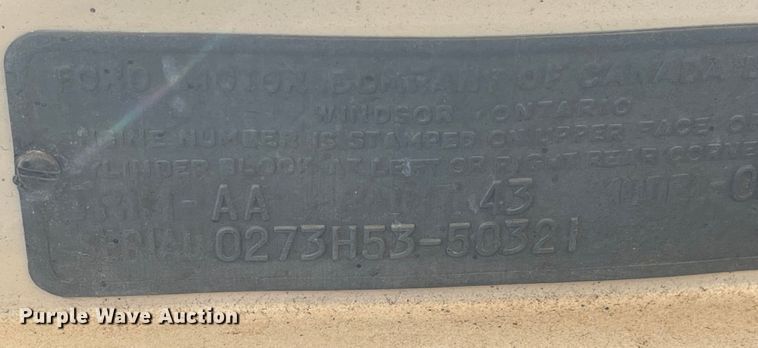 FORD MOTOR COMPANY OF CANADA
WINDSOR ONTARIO
ENGINE NUMBER IS STAMPED ON UPPER FACE OF
CYLINDER BLOCK AT LEFT OR RIGHT REAR CORNER
AA 43
SERIAL 0273H53-50321
Purple Wave Auction